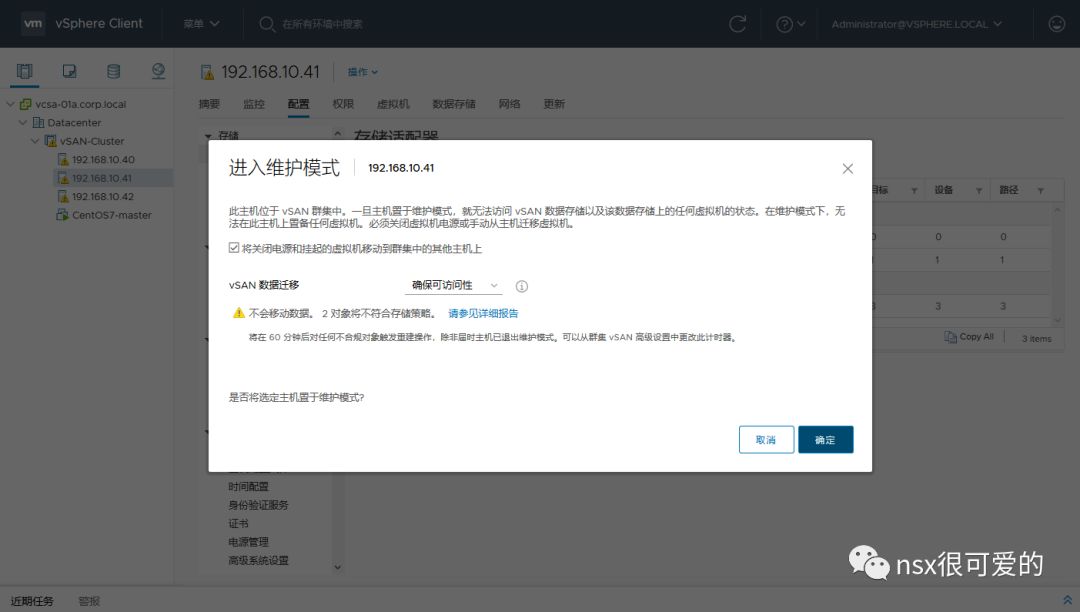 vm vSphere Client 菜单 在所有环境中搜索 Administrator@VSPHERE.LOCAL
192.168.10.41 操作
摘要 监控 配置 权限 虚拟机 数据存储 网络 更新
vcsa-01a.corp.local
Datacenter
vSAN-Cluster
192.168.10.40
192.168.10.41
192.168.10.42
CentOS7-master
存储 存储适配器
设备 路径
0 0
1 1
3 3
Copy All 3 items
进入维护模式 192.168.10.41
此主机位于 vSAN 群集中。一旦主机置于维护模式，就无法访问 vSAN 数据存储以及该数据存储上的任何虚拟机的状态。在维护模式下，无
法在此主机上置备任何虚拟机。必须关闭虚拟机电源或手动从主机迁移虚拟机。
将关闭电源和挂起的虚拟机移动到群集中的其他主机上
vSAN 数据迁移 确保可访问性
不会移动数据。 2 对象将不符合存储策略。 请参见详细报告
将在 60 分钟后对任何不合规对象触发重建操作，除非届时主机已退出维护模式。可以从群集 vSAN 高级设置中更改此计时器。
是否将选定主机置于维护模式?
取消 确定
时间配置
身份验证服务
证书
电源管理
高级系统设置
nsx很可爱的
近期任务 警报